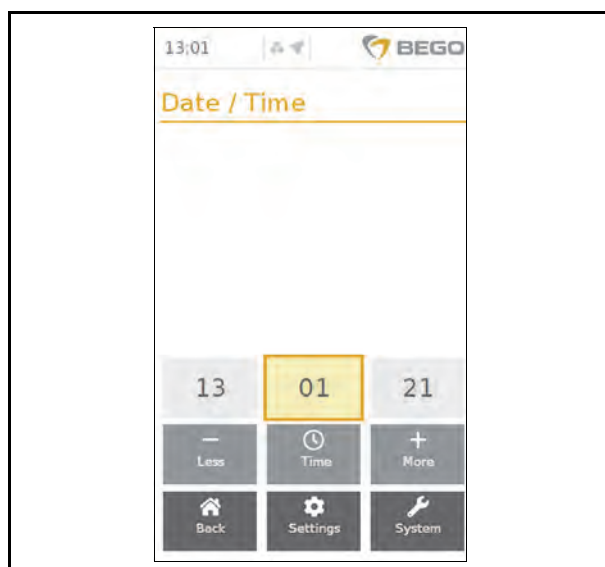 13:01 BEGO
Date / Time
13 01 21
Less Time More
Back Settings System